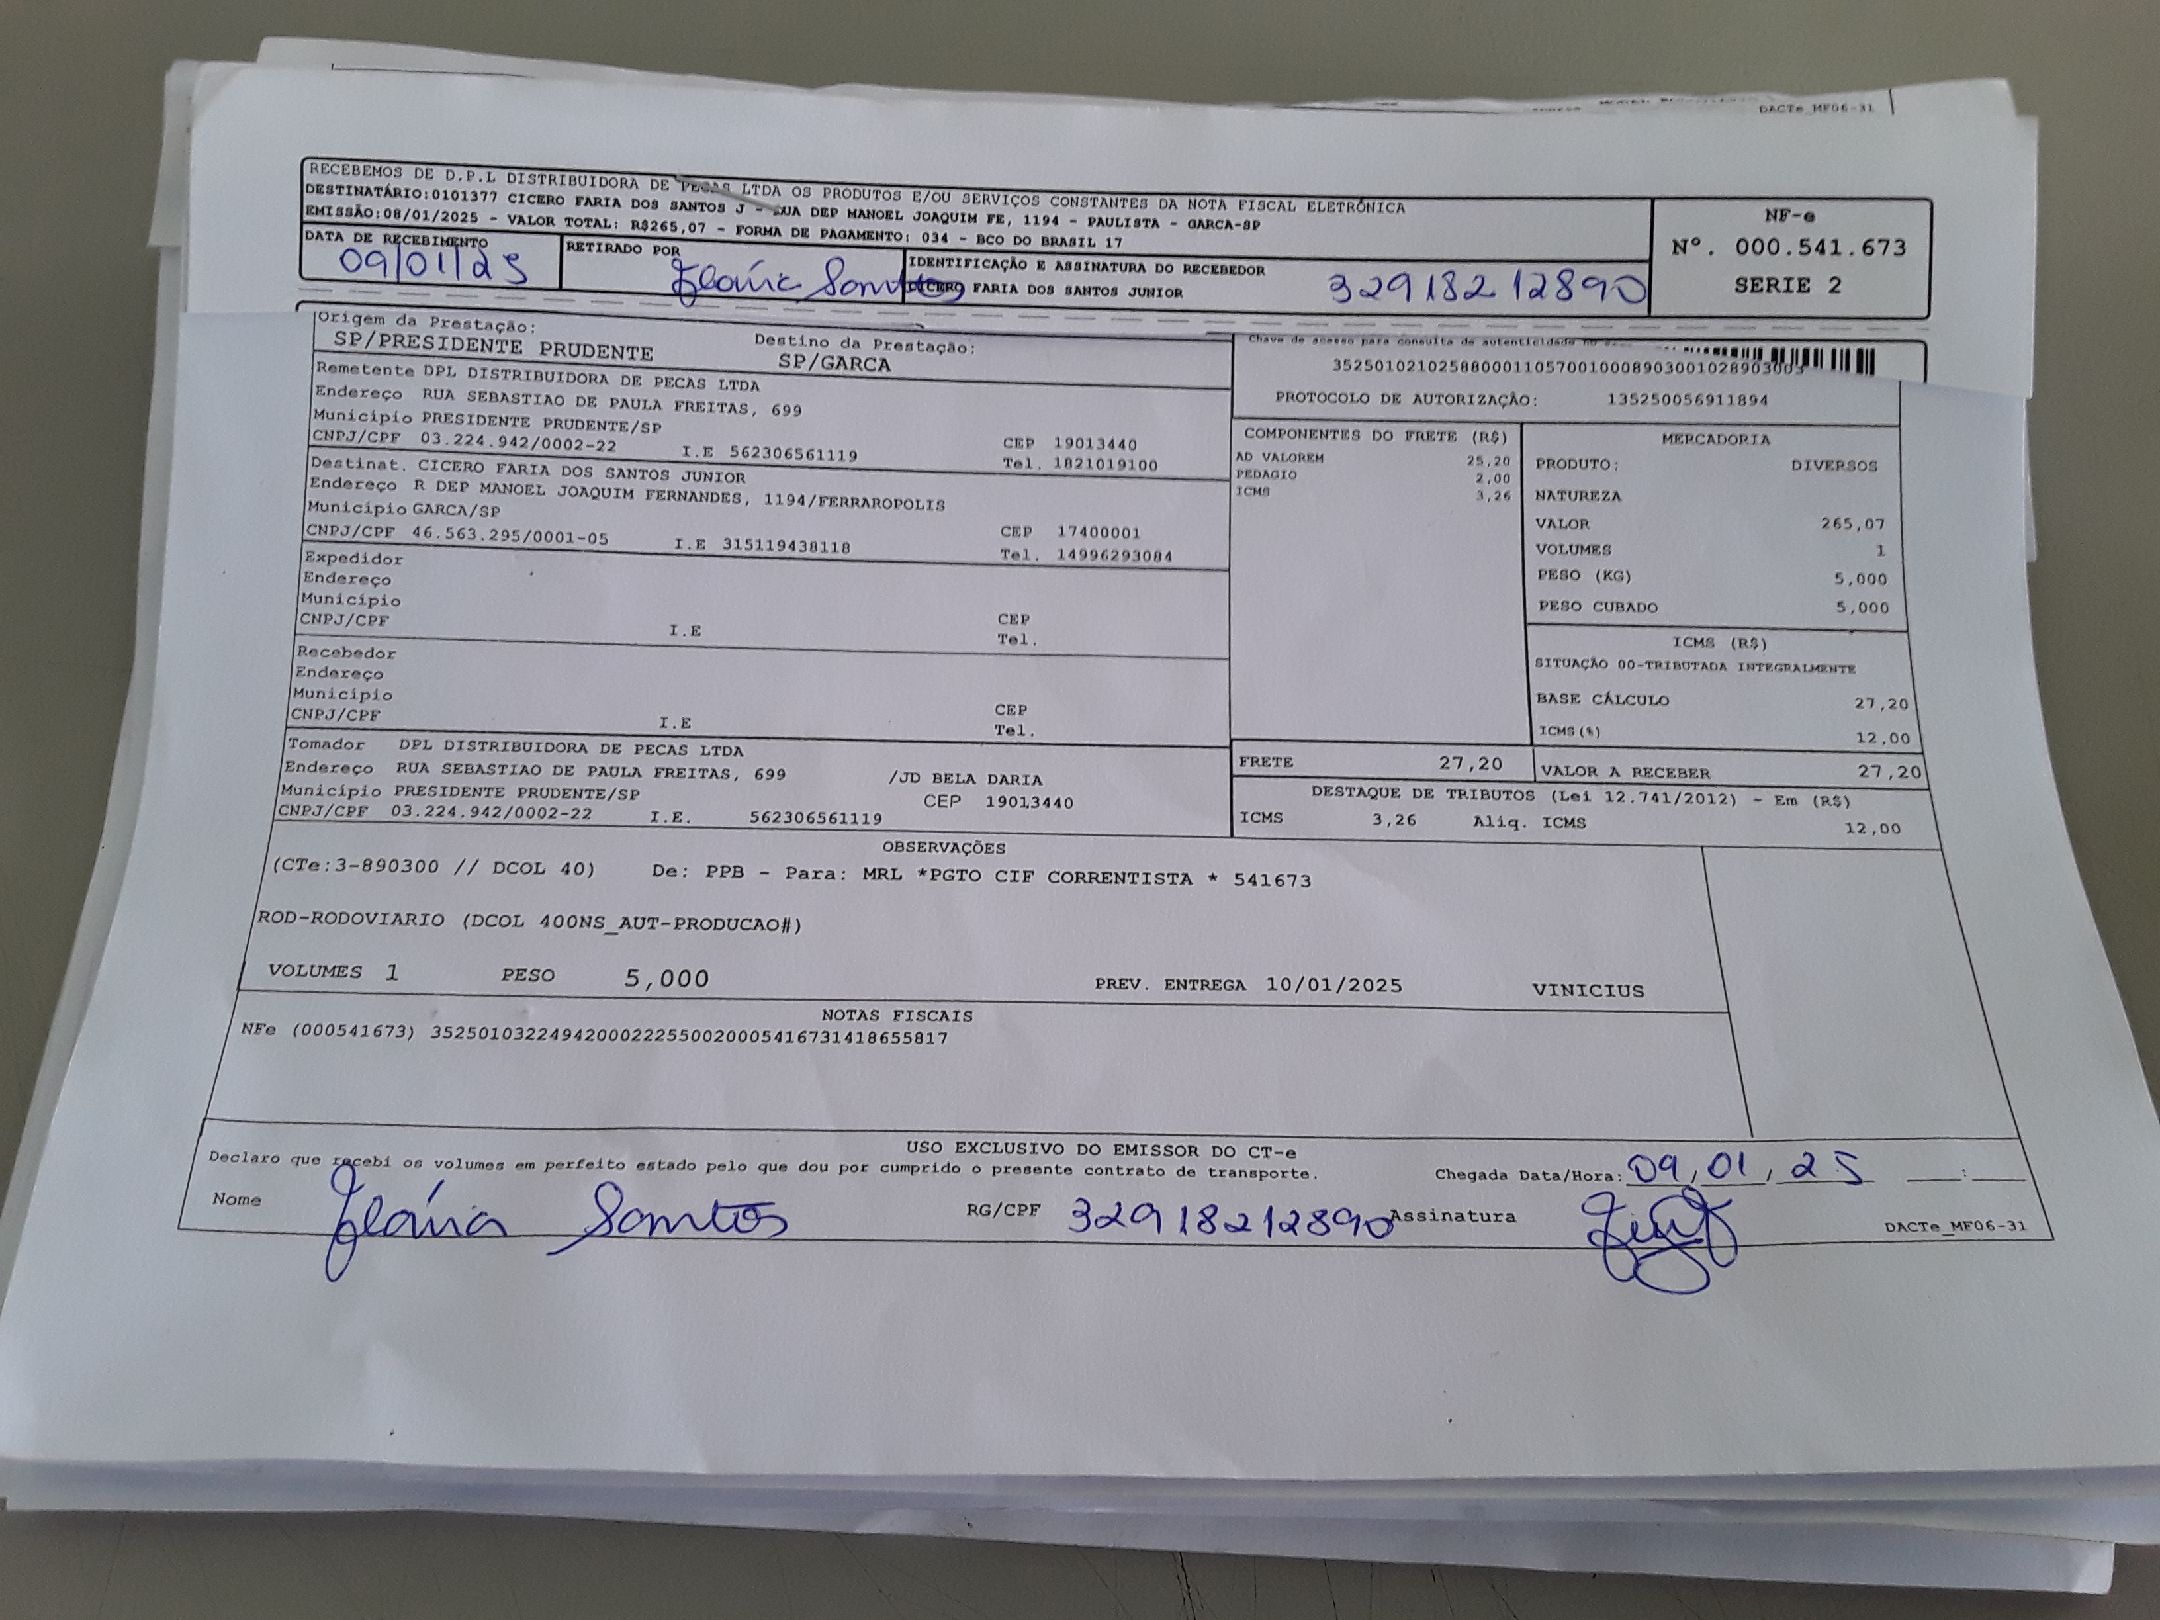 DACTe_MF06-31
RECEBEMOS DE D.P.L DISTRIBUIDORA DE PECAS LTDA OS PRODUTOS E/OU SERVIÇOS CONSTANTES DA NOTA FISCAL ELETRÔNICA
DESTINATÁRIO:0101377 CICERO FARIA DOS SANTOS J - RUA DEP MANOEL JOAQUIM FE, 1194 - PAULISTA - GARCA-SP
EMISSÃO:08/01/2025 - VALOR TOTAL: R$265,07 - FORMA DE PAGAMENTO: 034 - BCO DO BRASIL 17
NF-e
Nº. 000.541.673
SERIE 2
DATA DE RECEBIMENTO
09/01/25
RETIRADO POR
Flávia Santos
IDENTIFICAÇÃO E ASSINATURA DO RECEBEDOR
CICERO FARIA DOS SANTOS JUNIOR
32918212890
Origem da Prestação:
SP/PRESIDENTE PRUDENTE
Destino da Prestação:
SP/GARCA
Chave de acesso para consulta de autenticidade no
35250102102588000110570010008903001028903003
PROTOCOLO DE AUTORIZAÇÃO: 135250056911894
Remetente DPL DISTRIBUIDORA DE PECAS LTDA
Endereço RUA SEBASTIAO DE PAULA FREITAS, 699
Município PRESIDENTE PRUDENTE/SP CEP 19013440
CNPJ/CPF 03.224.942/0002-22 I.E 562306561119 Tel. 1821019100
Destinat. CICERO FARIA DOS SANTOS JUNIOR
Endereço R DEP MANOEL JOAQUIM FERNANDES, 1194/FERRAROPOLIS
Município GARCA/SP CEP 17400001
CNPJ/CPF 46.563.295/0001-05 I.E 315119438118 Tel. 14996293084
Expedidor
Endereço
Município CEP
CNPJ/CPF I.E Tel.
Recebedor
Endereço
Município CEP
CNPJ/CPF I.E Tel.
Tomador DPL DISTRIBUIDORA DE PECAS LTDA
Endereço RUA SEBASTIAO DE PAULA FREITAS, 699 /JD BELA DARIA
Município PRESIDENTE PRUDENTE/SP CEP 19013440
CNPJ/CPF 03.224.942/0002-22 I.E. 562306561119
COMPONENTES DO FRETE (R$)
AD VALOREM 25,20
PEDAGIO 2,00
ICMS 3,26
MERCADORIA
PRODUTO: DIVERSOS
NATUREZA
VALOR 265,07
VOLUMES 1
PESO (KG) 5,000
PESO CUBADO 5,000
ICMS (R$)
SITUAÇÃO 00-TRIBUTADA INTEGRALMENTE
BASE CÁLCULO 27,20
ICMS(%) 12,00
FRETE 27,20 VALOR A RECEBER 27,20
DESTAQUE DE TRIBUTOS (Lei 12.741/2012) - Em (R$)
ICMS 3,26 Aliq. ICMS 12,00
OBSERVAÇÕES
(CTe:3-890300 // DCOL 40) De: PPB - Para: MRL *PGTO CIF CORRENTISTA * 541673
ROD-RODOVIARIO (DCOL 400NS_AUT-PRODUCAO#)
VOLUMES 1 PESO 5,000 PREV. ENTREGA 10/01/2025 VINICIUS
NOTAS FISCAIS
NFe (000541673) 35250103224942000222550020005416731418655817
USO EXCLUSIVO DO EMISSOR DO CT-e
Declaro que recebi os volumes em perfeito estado pelo que dou por cumprido o presente contrato de transporte. Chegada Data/Hora: 09/01/25 :
Nome Flávia Santos RG/CPF 32918212890 Assinatura
DACTe_MF06-31